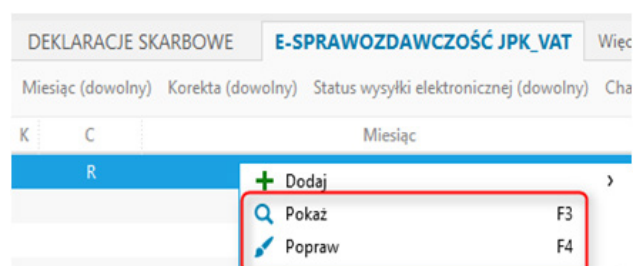 DEKLARACJE SKARBOWE E-SPRAWOZDAWCZOŚĆ JPK_VAT Więc
Miesiąc (dowolny) Korekta (dowolny) Status wysyłki elektronicznej (dowolny) Cha
K C Miesiąc
R
Dodaj
Pokaż F3
Popraw F4